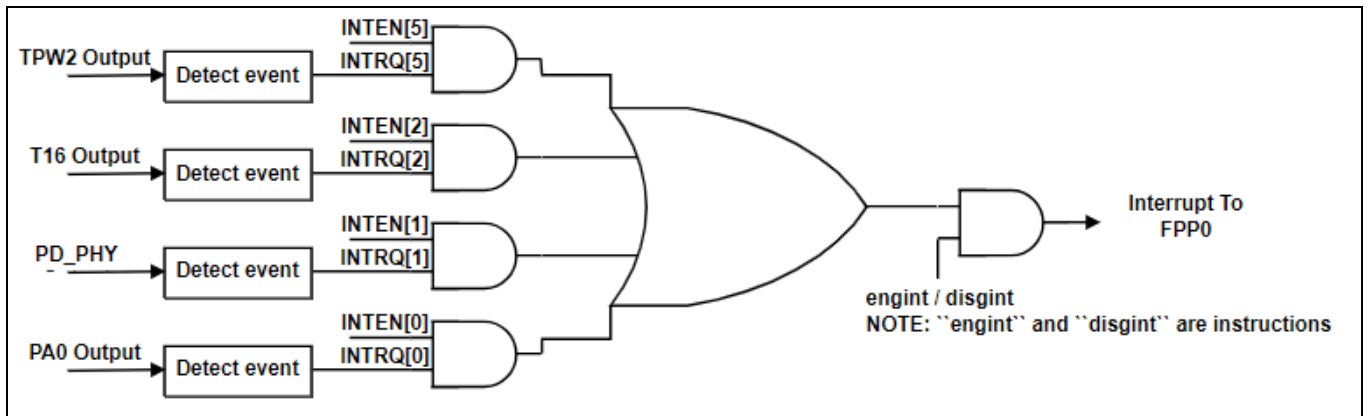 INTEN[5]
TPW2 Output
Detect event
INTRQ[5]
INTEN[2]
T16 Output
Detect event
INTRQ[2]
INTEN[1]
PD_PHY
Detect event
INTRQ[1]
INTEN[0]
PA0 Output
Detect event
INTRQ[0]
Interrupt To
FPP0
engint / disgint
NOTE: ``engint`` and ``disgint`` are instructions